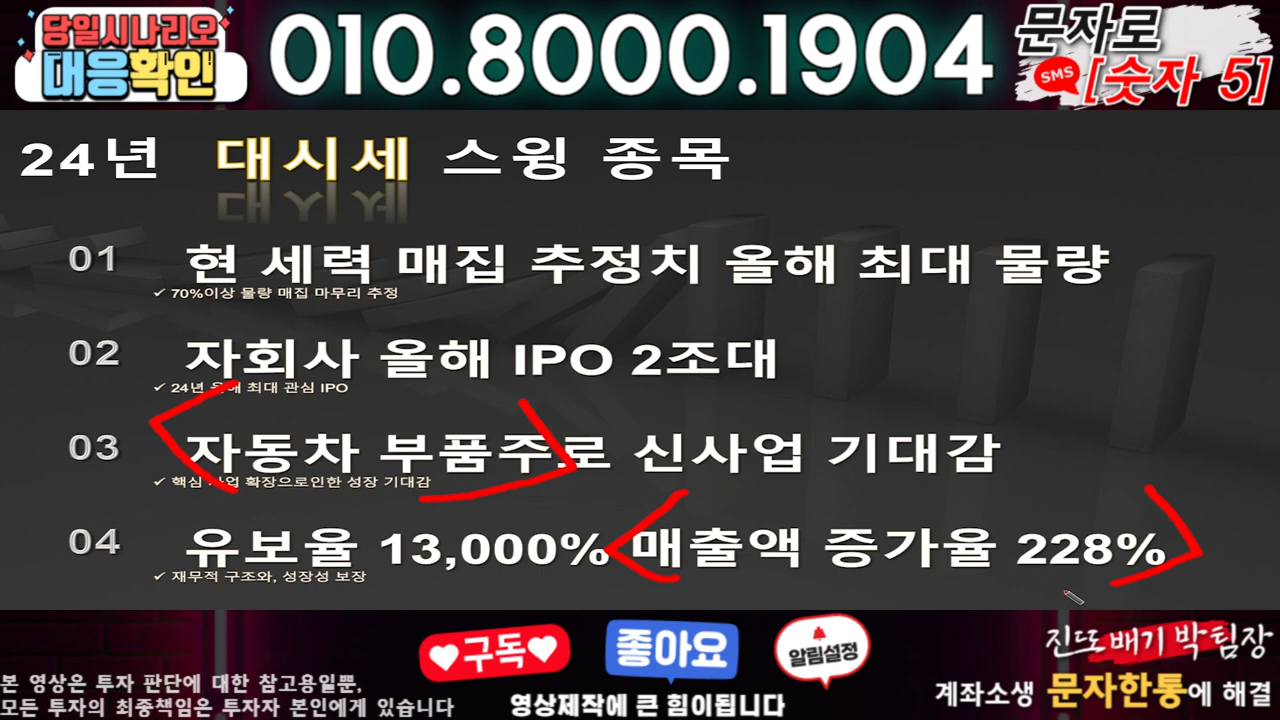 당일시나리오
대응확인
010.8000.1904
문자로
SMS
[숫자 5]
24년 대시세 스윙 종목
01 현 세력 매집 추정치 올해 최대 물량
✓ 70%이상 물량 매집 마무리 추정
02 자회사 올해 IPO 2조대
✓ 24년 올해 최대 관심 IPO
03 자동차 부품주로 신사업 기대감
✓ 핵심 사업 확장으로인한 성장 기대감
04 유보율 13,000% 매출액 증가율 228%
✓ 재무적 구조와, 성장성 보장
구독
좋아요
알림설정
진또배기 박팀장
본 영상은 투자 판단에 대한 참고용일뿐,
모든 투자의 최종책임은 투자자 본인에게 있습니다
영상제작에 큰 힘이됩니다
계좌소생 문자한통에 해결